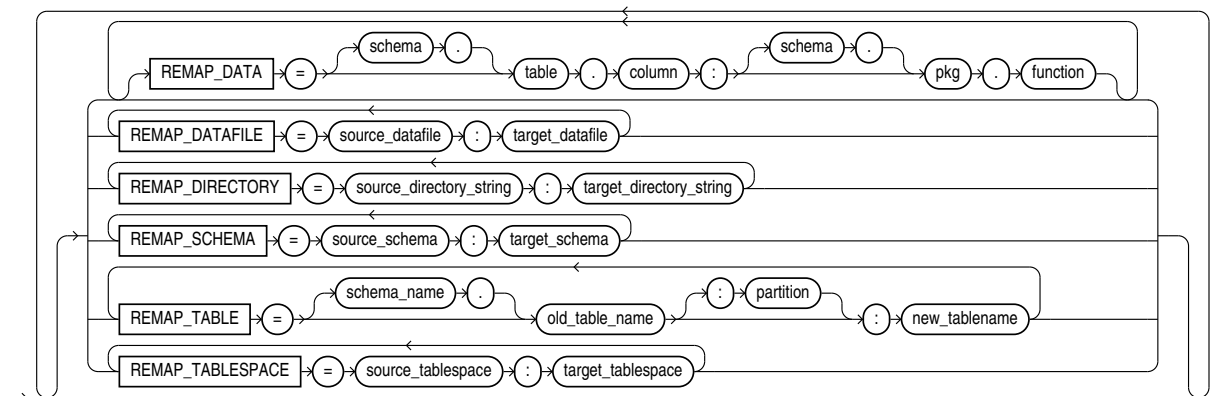 schema . schema .
REMAP_DATA = table . column : pkg . function
REMAP_DATAFILE = source_datafile : target_datafile
REMAP_DIRECTORY = source_directory_string : target_directory_string
REMAP_SCHEMA = source_schema : target_schema
schema_name . : partition
REMAP_TABLE = old_table_name : new_tablename
REMAP_TABLESPACE = source_tablespace : target_tablespace